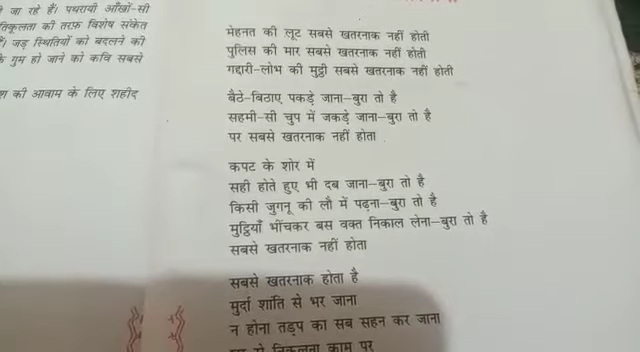 जा रहे हैं। पथरायी आँखों-सी
तिकूलता की तरफ़ विशेष संकेत
जड़ स्थितियों को बदलने की
गुम हो जाने को कवि सबसे
की आवाम के लिए शहीद
मेहनत की लूट सबसे खतरनाक नहीं होती
पुलिस की मार सबसे खतरनाक नहीं होती
गद्दारी-लोभ की मुट्ठी सबसे खतरनाक नहीं होती
बैठे-बिठाए पकड़े जाना–बुरा तो है
सहमी-सी चुप में जकड़े जाना–बुरा तो है
पर सबसे खतरनाक नहीं होता
कपट के शोर में
सही होते हुए भी दब जाना–बुरा तो है
किसी जुगनू की लौ में पढ़ना–बुरा तो है
मुट्ठियाँ भींचकर बस वक्त निकाल लेना–बुरा तो है
सबसे खतरनाक नहीं होता
सबसे खतरनाक होता है
मुर्दा शांति से भर जाना
न होना तड़प का सब सहन कर जाना
से निकलना काम पर